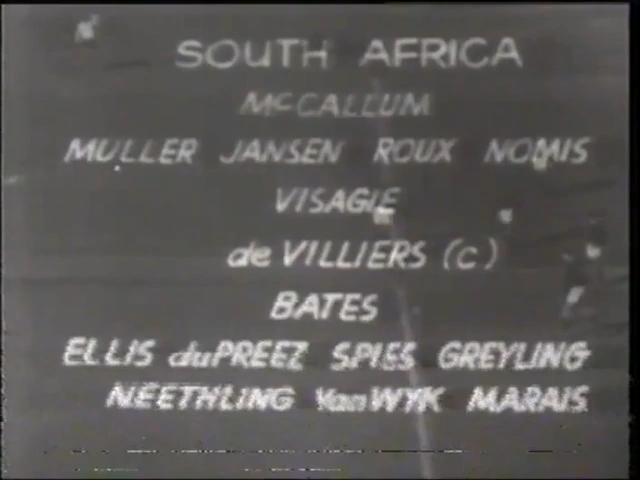 SOUTH AFRICA
McCALLUM
MULLER JANSEN ROUX NOMIS
VISAGIE
de VILLIERS (c)
BATES
ELLIS duPREEZ SPIES GREYLING
NEETHLING VanWYK MARAIS